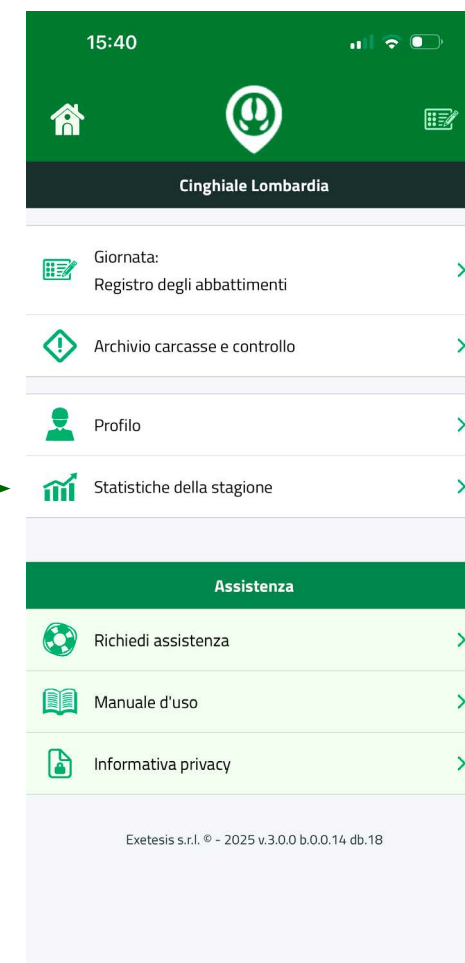 15:40
Cinghiale Lombardia
Giornata:
Registro degli abbattimenti
Archivio carcasse e controllo
Profilo
Statistiche della stagione
Assistenza
Richiedi assistenza
Manuale d'uso
Informativa privacy
Exetesis s.r.l. © - 2025 v.3.0.0 b.0.0.14 db.18